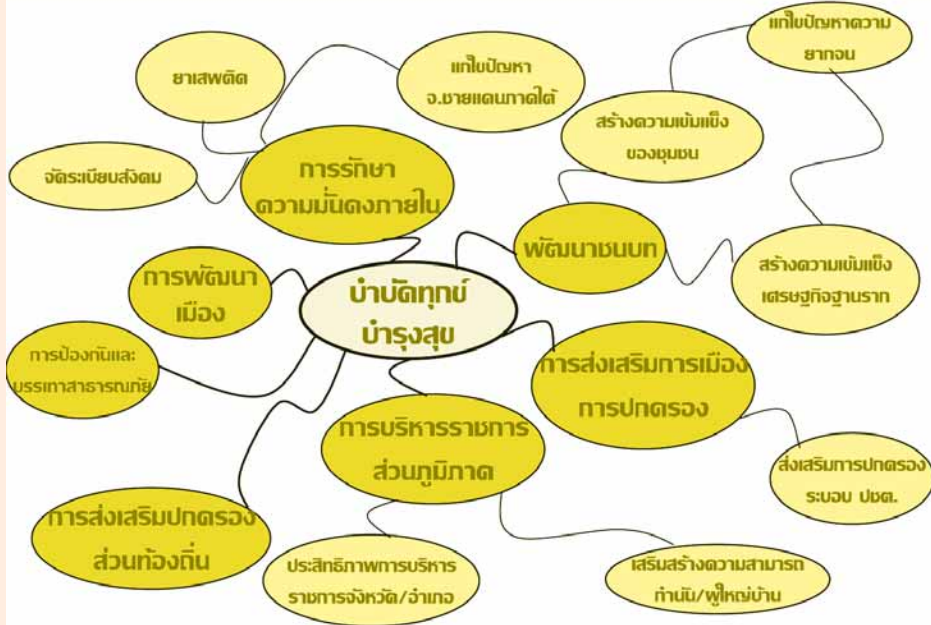 แก้ไขปัญหาความ
ยากจน
ยาเสพติด
แก้ไขปัญหา
จ.ชายแดนภาคใต้
สร้างความเข้มแข็ง
ของชุมชน
จัดระเบียบสังคม
การรักษา
ความมั่นคงภายใน
พัฒนาชนบท
สร้างความเข้มแข็ง
เศรษฐกิจฐานราก
การพัฒนา
เมือง
บำบัดทุกข์
บำรุงสุข
การป้องกันและ
บรรเทาสาธารณภัย
การส่งเสริมการเมือง
การปกครอง
การบริหารราชการ
ส่วนภูมิภาค
ส่งเสริมการปกครอง
ระบอบ ปชต.
การส่งเสริมปกครอง
ส่วนท้องถิ่น
ประสิทธิภาพการบริหาร
ราชการจังหวัด/อำเภอ
เสริมสร้างความสามารถ
กำนัน/ผู้ใหญ่บ้าน